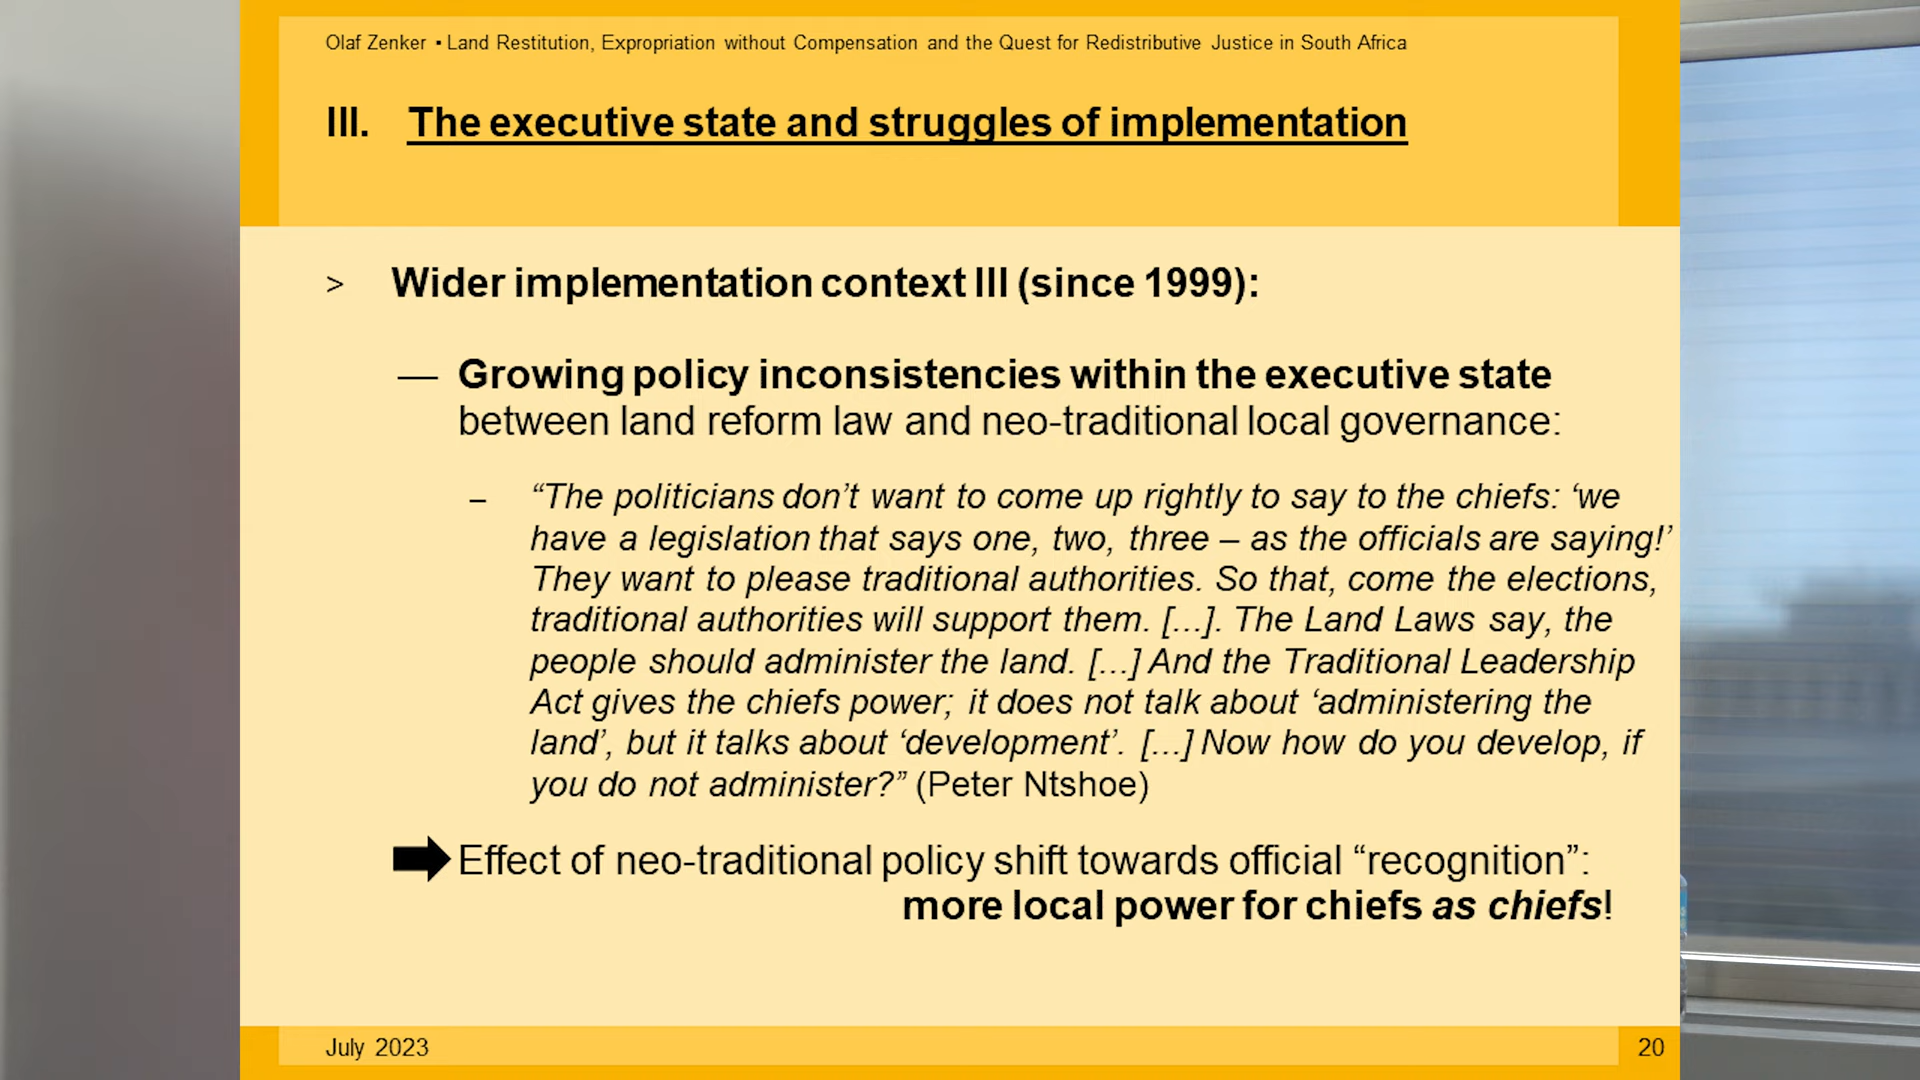 Olaf Zenker ▪ Land Restitution, Expropriation without Compensation and the Quest for Redistributive Justice in South Africa
III. The executive state and struggles of implementation
> Wider implementation context III (since 1999):
— Growing policy inconsistencies within the executive state
between land reform law and neo-traditional local governance:
– “The politicians don’t want to come up rightly to say to the chiefs: ‘we
have a legislation that says one, two, three – as the officials are saying!’
They want to please traditional authorities. So that, come the elections,
traditional authorities will support them. [...]. The Land Laws say, the
people should administer the land. [...] And the Traditional Leadership
Act gives the chiefs power; it does not talk about ‘administering the
land’, but it talks about ‘development’. [...] Now how do you develop, if
you do not administer?” (Peter Ntshoe)
Effect of neo-traditional policy shift towards official “recognition”:
more local power for chiefs as chiefs!
July 2023
20